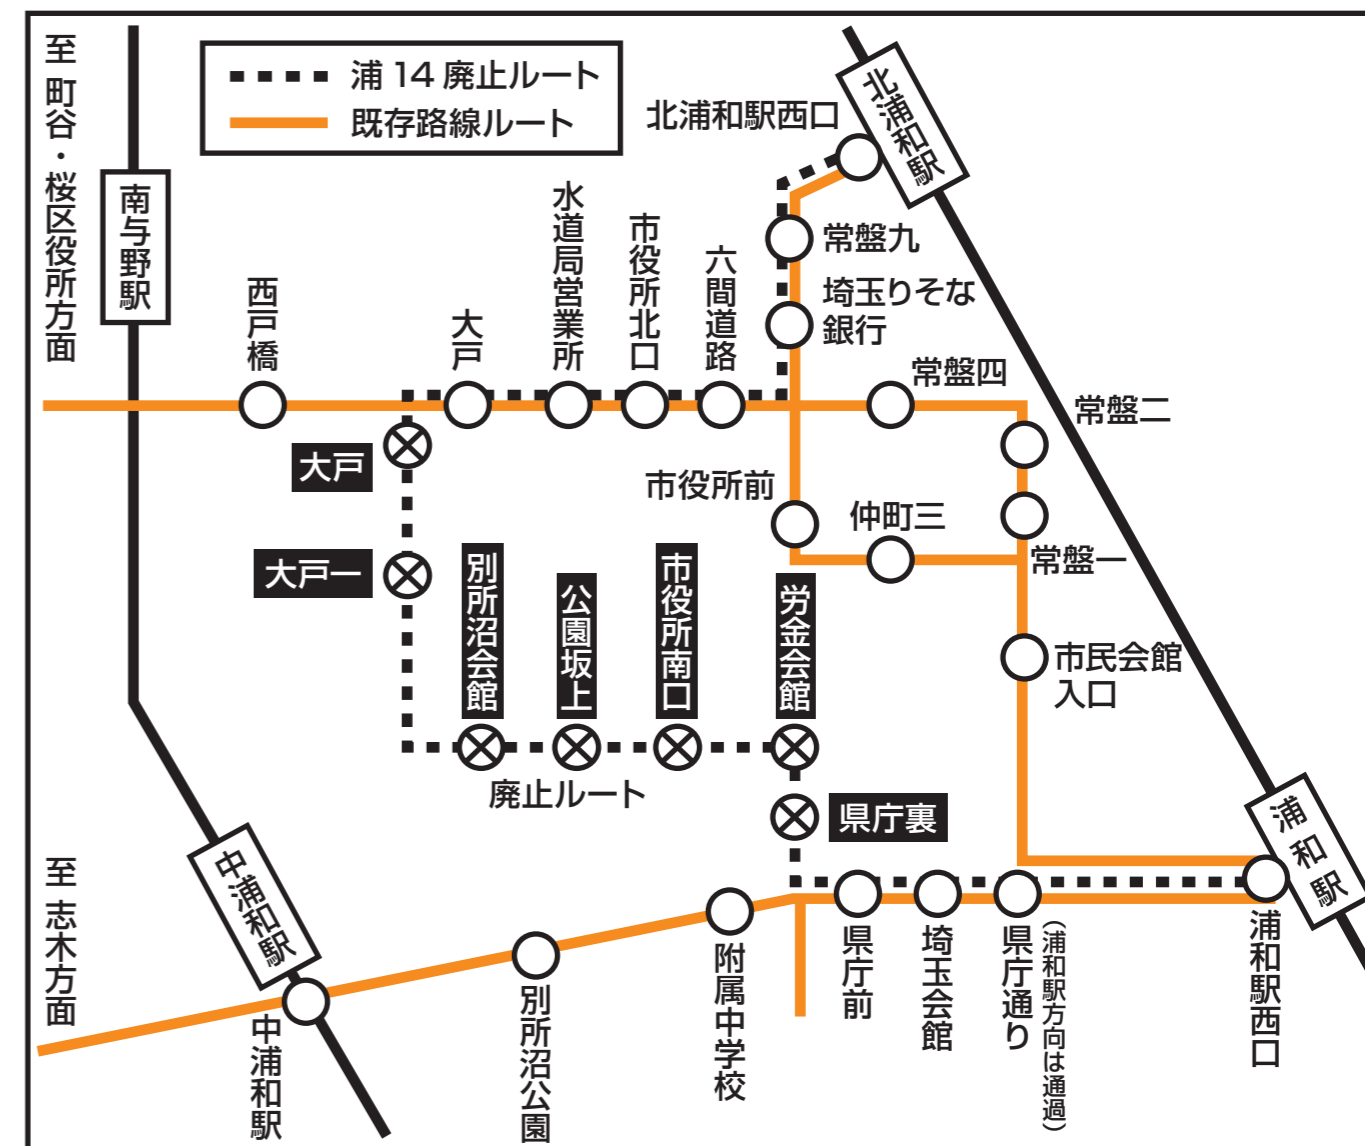 至 町谷・桜区役所方面
浦14廃止ルート
既存路線ルート
南与野駅
北浦和駅
北浦和駅西口
常盤九
埼玉りそな
銀行
西戸橋
大戸
水道局営業所
市役所北口
六間道路
常盤四
常盤二
大戸
市役所前
仲町三
常盤一
大戸一
別所沼会館
公園坂上
市役所南口
労金会館
市民会館
入口
廃止ルート
県庁裏
浦和駅
中浦和駅
至 志木方面
中浦和駅
別所沼公園
附属中学校
県庁前
埼玉会館
県庁通り
（浦和駅方向は通過）
浦和駅西口